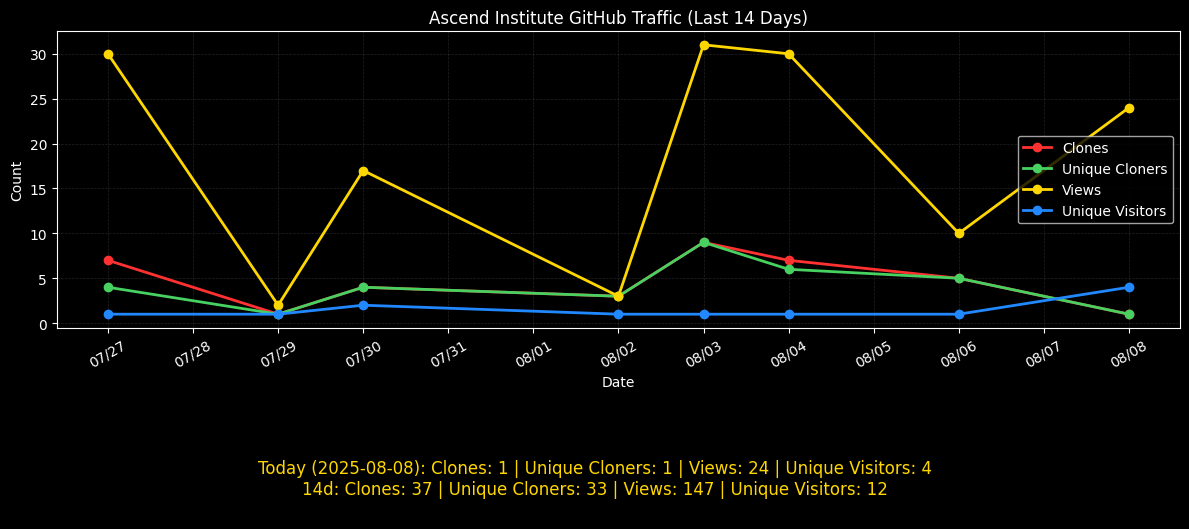 Ascend Institute GitHub Traffic (Last 14 Days)
30
25
20
15
10
5
0
Count
Clones
Unique Cloners
Views
Unique Visitors
07/27
07/28
07/29
07/30
07/31
08/01
08/02
08/03
08/04
08/05
08/06
08/07
08/08
Date
Today (2025-08-08): Clones: 1 | Unique Cloners: 1 | Views: 24 | Unique Visitors: 4
14d: Clones: 37 | Unique Cloners: 33 | Views: 147 | Unique Visitors: 12